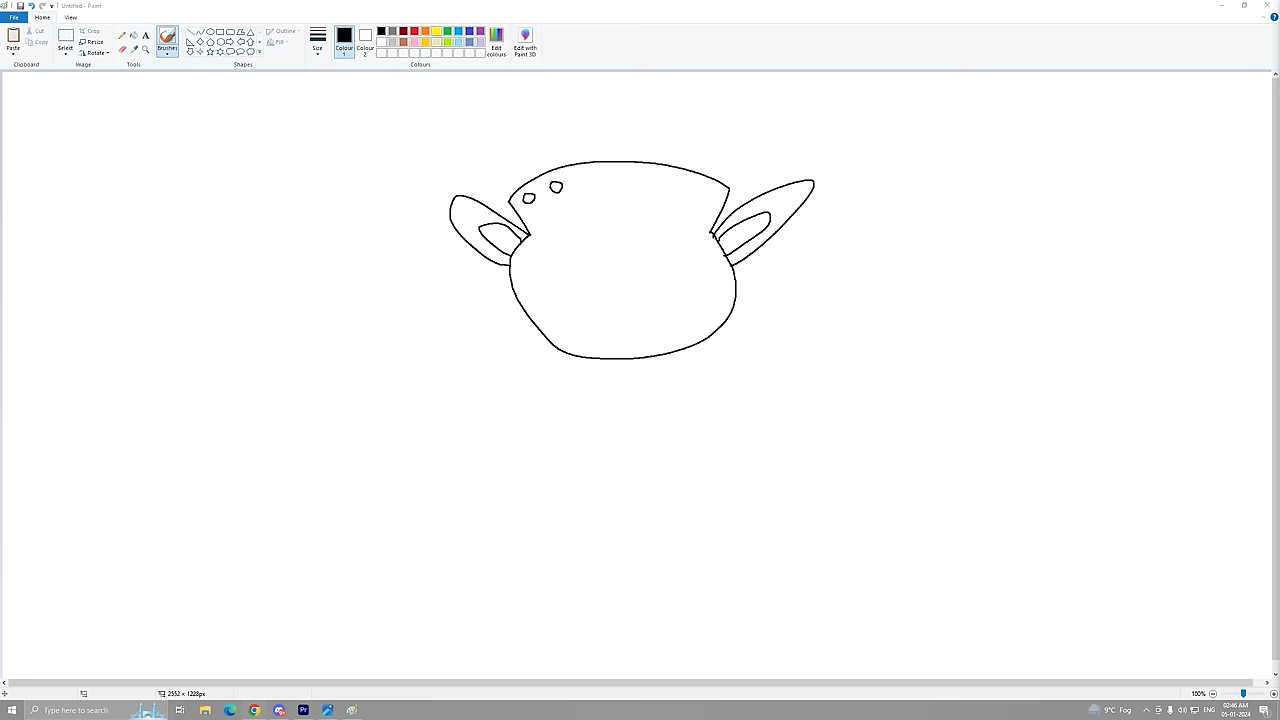 Untitled - Paint
File
Home
View
Paste
Cut
Copy
Clipboard
Select
Crop
Resize
Rotate
Image
A
Tools
Brushes
Outline
Fill
Shapes
Size
Colour 1
Colour 2
Edit colours
Edit with Paint 3D
Colours
2552 × 1228px
100%
Type here to search
Pr
9°C Fog
ENG
02:46 AM
05-01-2024